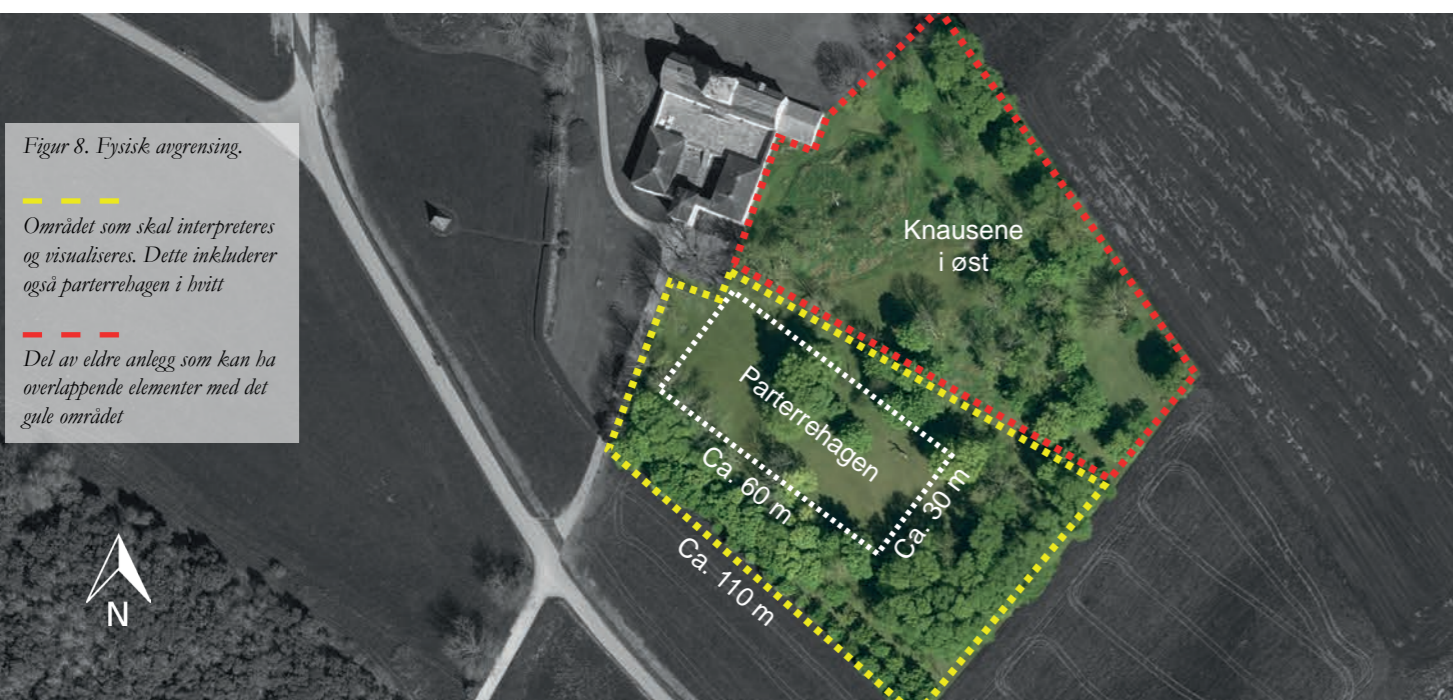 Figur 8. Fysisk avgrensing.
Området som skal interpreteres
og visualiseres. Dette inkluderer
også parterrehagen i hvitt
Del av eldre anlegg som kan ha
overlappende elementer med det
gule området
Knausene
i øst
Parterrehagen
Ca. 60 m
Ca. 30 m
Ca. 110 m
N